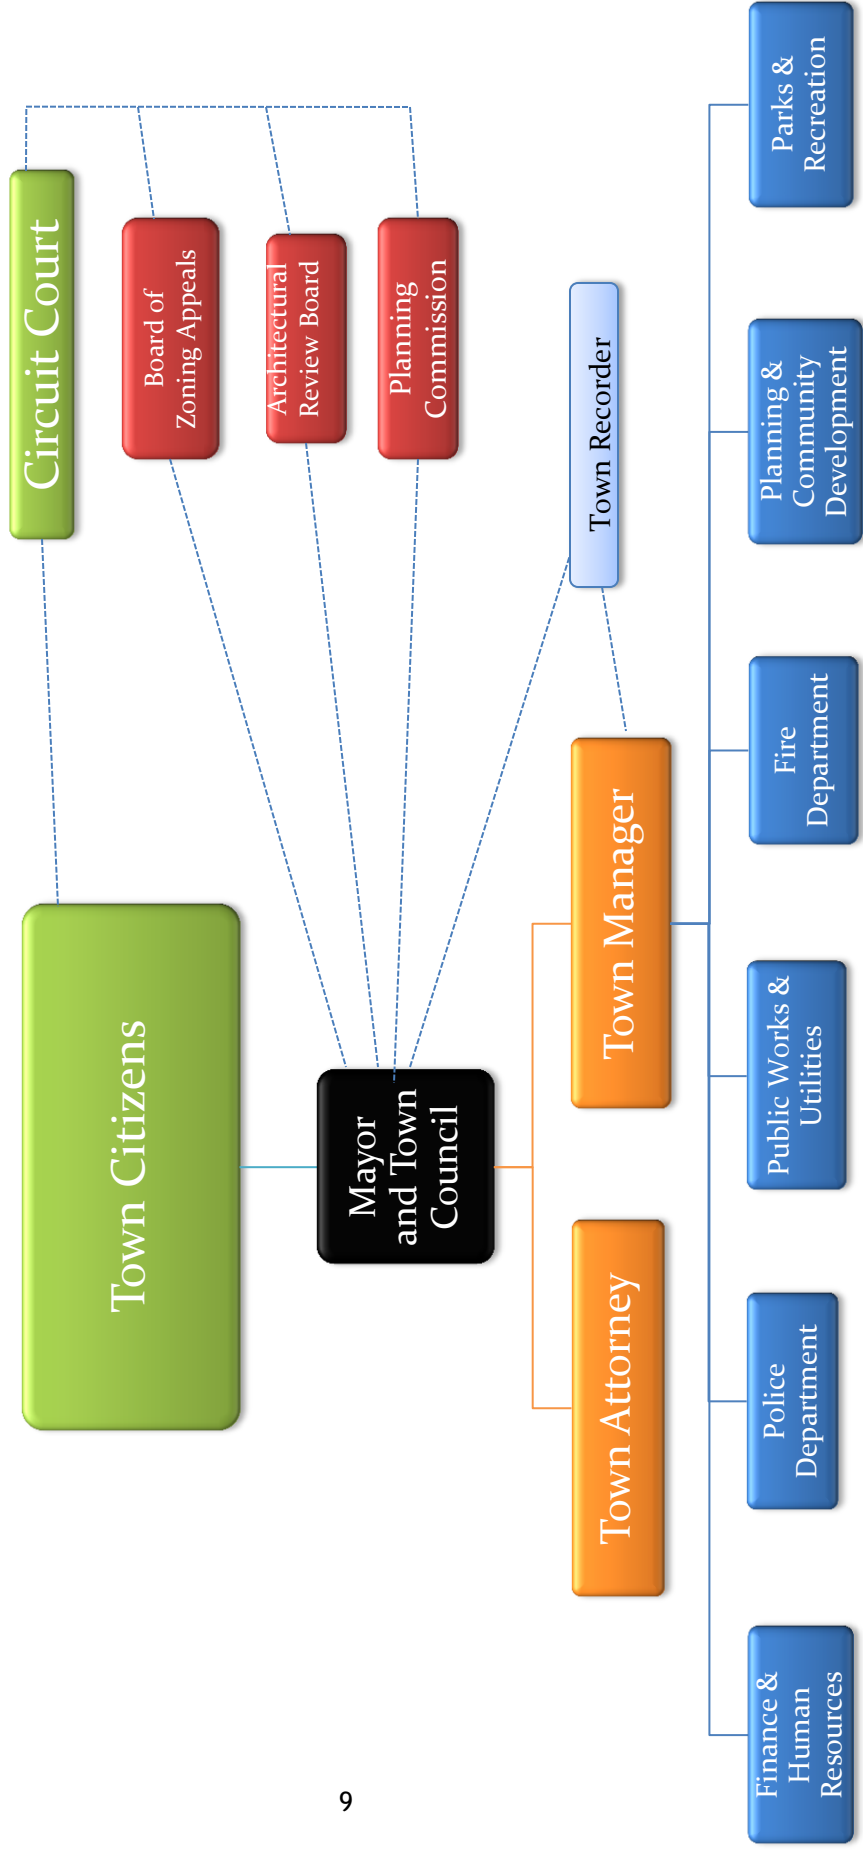 Town Citizens
Circuit Court
Board of
Zoning Appeals
Architectural
Review Board
Planning
Commission
Mayor
and Town
Council
Town Recorder
Town Attorney
Town Manager
Finance &
Human
Resources
Police
Department
Public Works &
Utilities
Fire
Department
Planning &
Community
Development
Parks &
Recreation
9